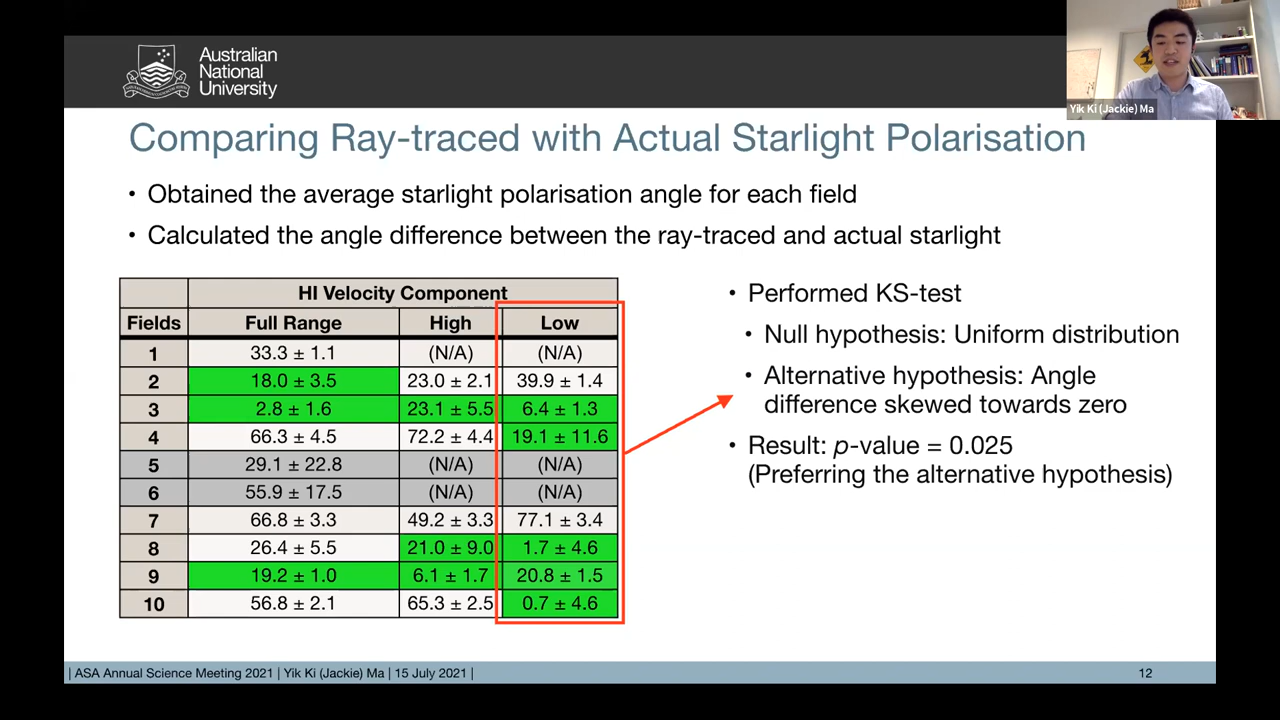 Australian
National
University
Yik Ki (Jackie) Ma
Comparing Ray-traced with Actual Starlight Polarisation
• Obtained the average starlight polarisation angle for each field
• Calculated the angle difference between the ray-traced and actual starlight
HI Velocity Component
Fields Full Range High Low
1 33.3 ± 1.1 (N/A) (N/A)
2 18.0 ± 3.5 23.0 ± 2.1 39.9 ± 1.4
3 2.8 ± 1.6 23.1 ± 5.5 6.4 ± 1.3
4 66.3 ± 4.5 72.2 ± 4.4 19.1 ± 11.6
5 29.1 ± 22.8 (N/A) (N/A)
6 55.9 ± 17.5 (N/A) (N/A)
7 66.8 ± 3.3 49.2 ± 3.3 77.1 ± 3.4
8 26.4 ± 5.5 21.0 ± 9.0 1.7 ± 4.6
9 19.2 ± 1.0 6.1 ± 1.7 20.8 ± 1.5
10 56.8 ± 2.1 65.3 ± 2.5 0.7 ± 4.6
• Performed KS-test
• Null hypothesis: Uniform distribution
• Alternative hypothesis: Angle
difference skewed towards zero
• Result: p-value = 0.025
(Preferring the alternative hypothesis)
| ASA Annual Science Meeting 2021 | Yik Ki (Jackie) Ma | 15 July 2021 |
12